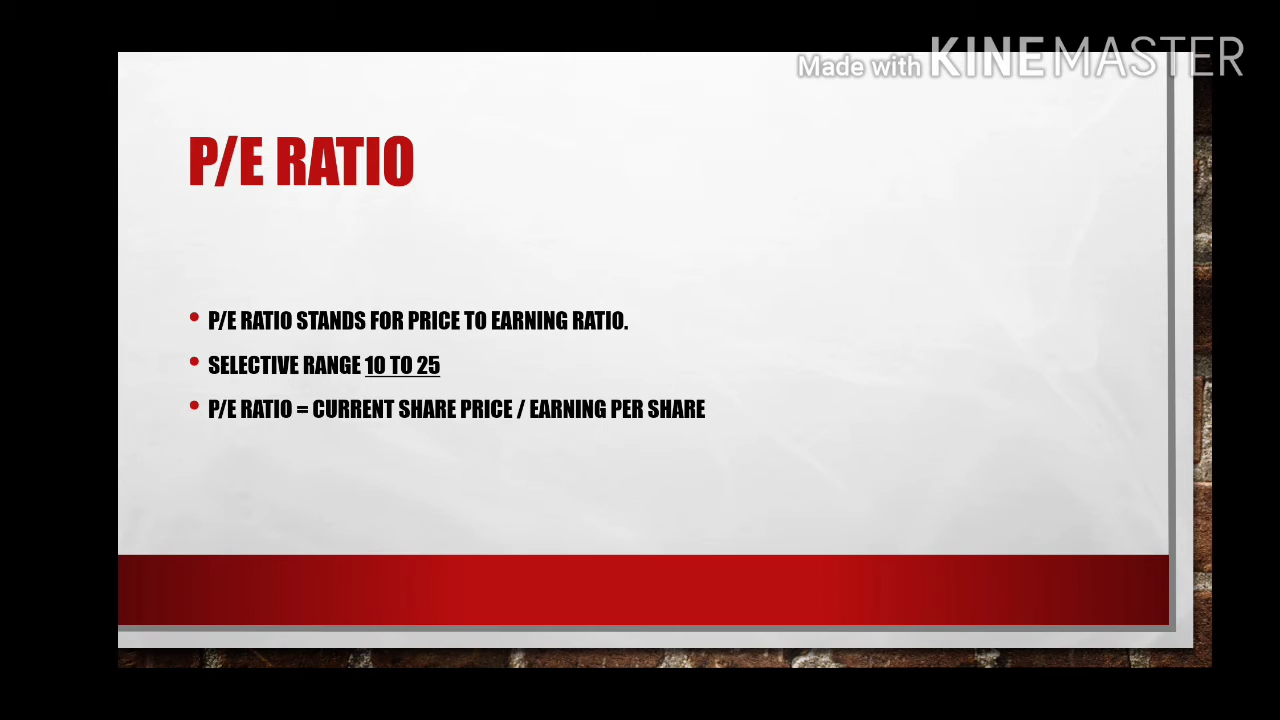 Made with KINEMASTER
P/E RATIO
• P/E RATIO STANDS FOR PRICE TO EARNING RATIO.
• SELECTIVE RANGE 10 TO 25
• P/E RATIO = CURRENT SHARE PRICE / EARNING PER SHARE